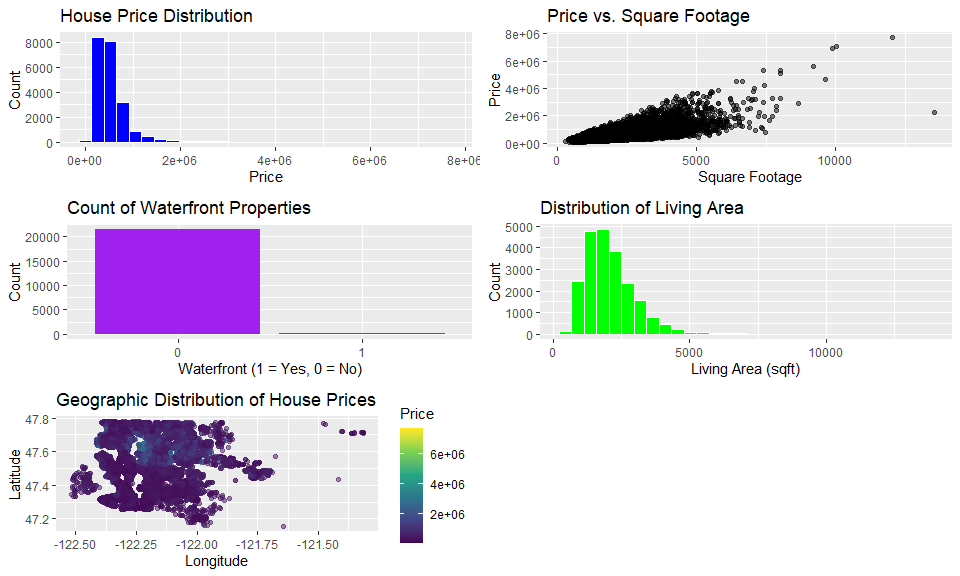 House Price Distribution
8000
6000
4000
2000
0
Count
0e+00 2e+06 4e+06 6e+06 8e+06
Price
Price vs. Square Footage
8e+06
6e+06
4e+06
2e+06
0e+00
Price
0 5000 10000
Square Footage
Count of Waterfront Properties
20000
15000
10000
5000
0
Count
0 1
Waterfront (1 = Yes, 0 = No)
Distribution of Living Area
5000
4000
3000
2000
1000
0
Count
0 5000 10000
Living Area (sqft)
Geographic Distribution of House Prices
47.8
47.6
47.4
47.2
Latitude
-122.50 -122.25 -122.00 -121.75 -121.50
Longitude
Price
6e+06
4e+06
2e+06